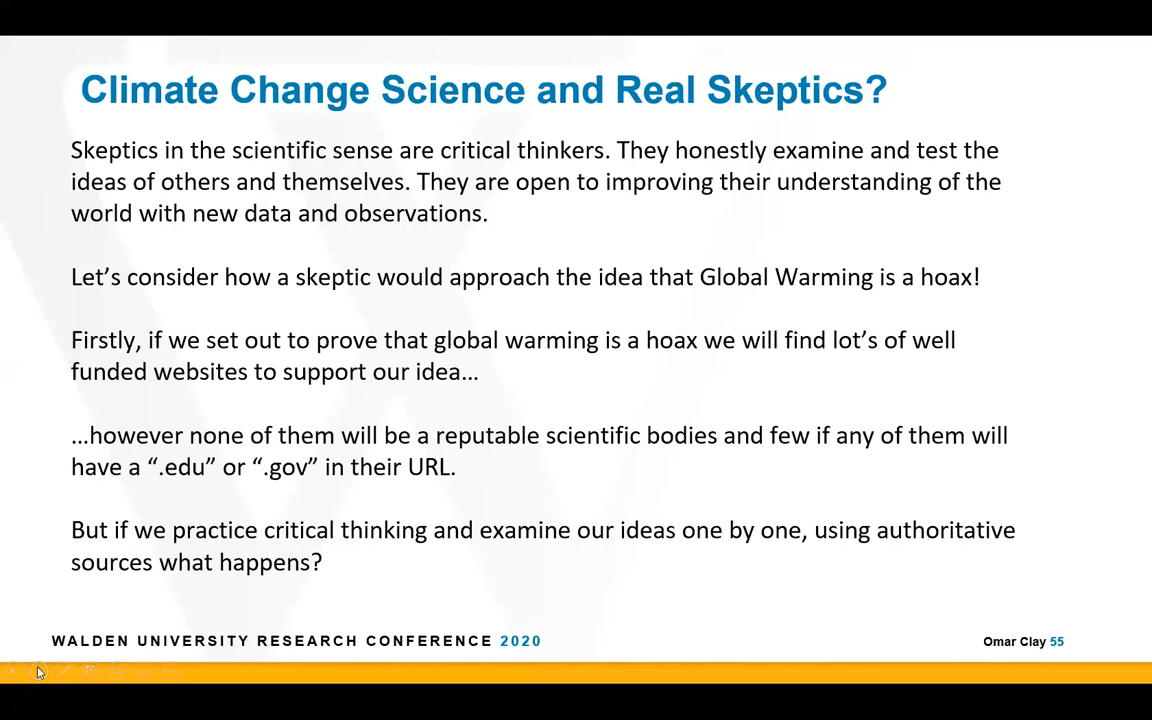 Climate Change Science and Real Skeptics?
Skeptics in the scientific sense are critical thinkers. They honestly examine and test the
ideas of others and themselves. They are open to improving their understanding of the
world with new data and observations.
Let’s consider how a skeptic would approach the idea that Global Warming is a hoax!
Firstly, if we set out to prove that global warming is a hoax we will find lot’s of well
funded websites to support our idea…
…however none of them will be a reputable scientific bodies and few if any of them will
have a “.edu” or “.gov” in their URL.
But if we practice critical thinking and examine our ideas one by one, using authoritative
sources what happens?
WALDEN UNIVERSITY RESEARCH CONFERENCE 2020
Omar Clay 55